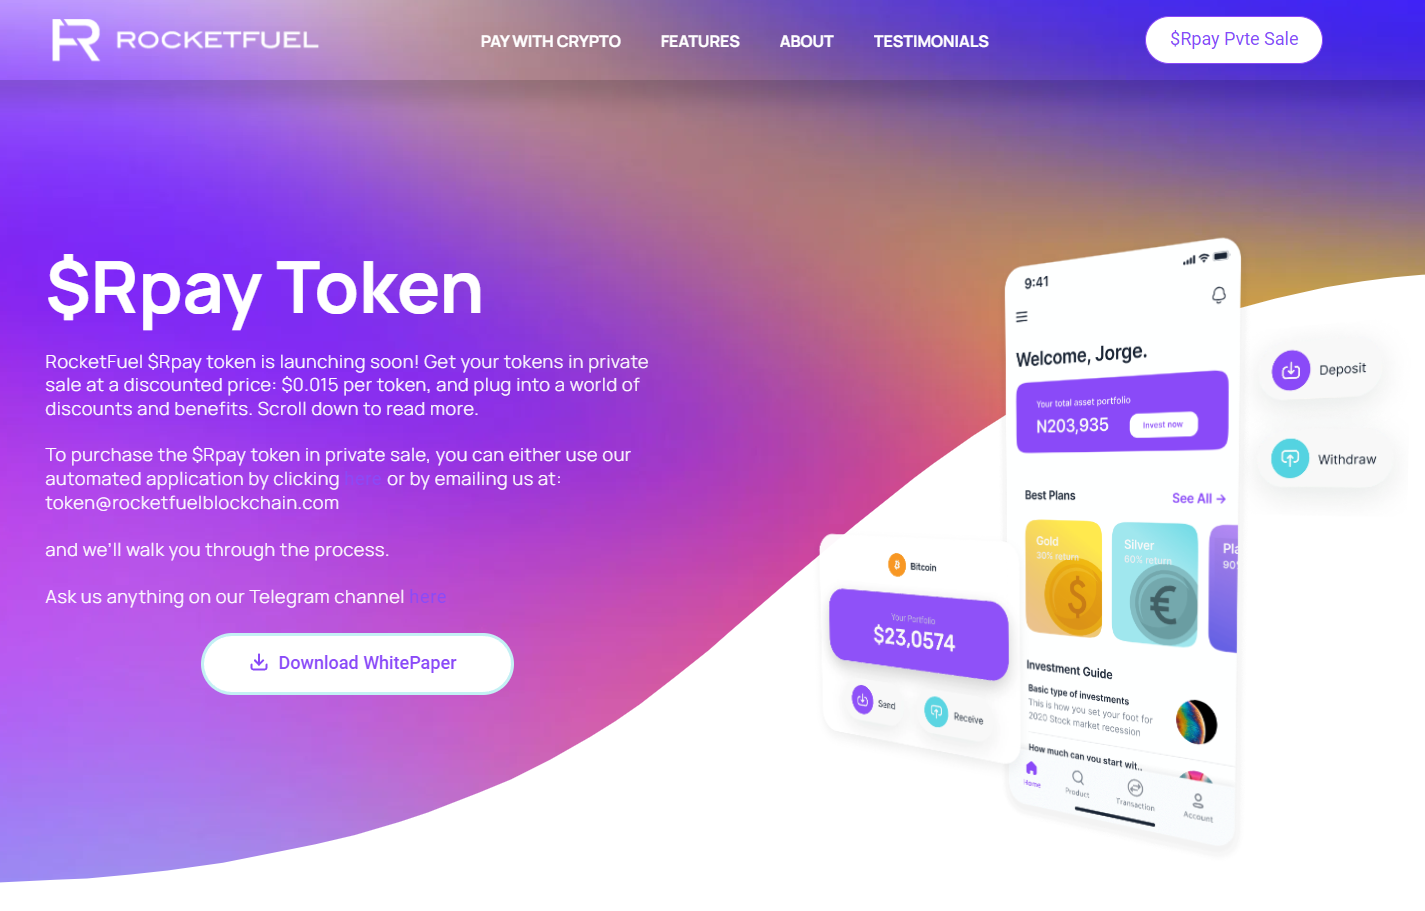 ROCKETFUEL
PAY WITH CRYPTO
FEATURES
ABOUT
TESTIMONIALS
$Rpay Pvte Sale
$Rpay Token
RocketFuel $Rpay token is launching soon! Get your tokens in private
sale at a discounted price: $0.015 per token, and plug into a world of
discounts and benefits. Scroll down to read more.
To purchase the $Rpay token in private sale, you can either use our
automated application by clicking here or by emailing us at:
token@rocketfuelblockchain.com
and we'll walk you through the process.
Ask us anything on our Telegram channel here
Download WhitePaper
9:41
Welcome, Jorge.
Your total asset portfolio
N203,935
Invest now
Best Plans
See All →
Gold
30% return
Silver
60% return
Pla
90%
Investment Guide
Basic type of investments
This is how you set your foot for
2020 Stock market recession
How much can you start wit..
Home
Product
Transaction
Account
Bitcoin
Your Portfolio
$23,0574
Send
Receive
Deposit
Withdraw